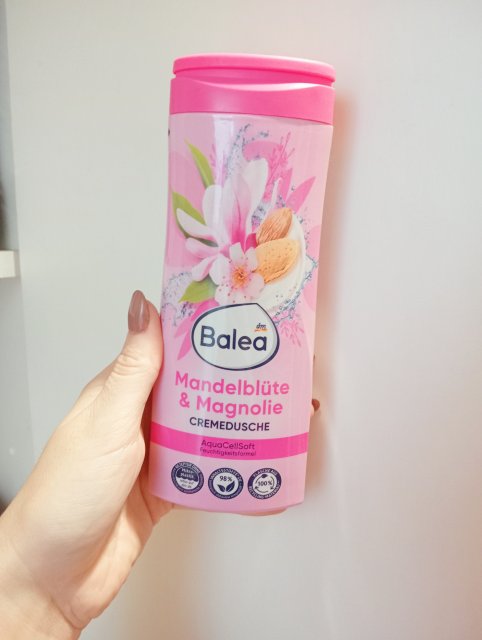 dm
Balea
Mandelblüte
& Magnolie
CREMEDUSCHE
AquaCellSoft
Feuchtigkeitsformel
98%
100%